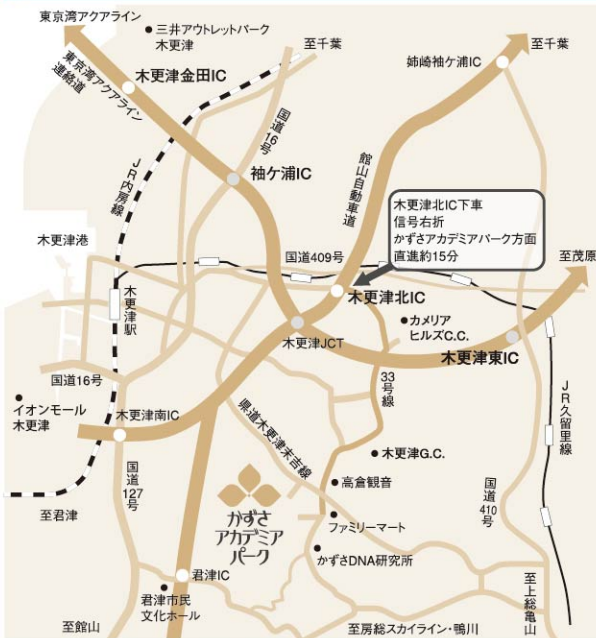 東京湾アクアライン
三井アウトレットパーク
木更津
至千葉
姉崎袖ケ浦IC
至千葉
木更津金田IC
東京湾アクアライン
連絡道
国道
16号
JR内房線
袖ケ浦IC
館山自動車道
木更津北IC下車
信号右折
かずさアカデミアパーク方面
直進約15分
木更津港
国道409号
至茂原
木更津北IC
木更津駅
カメリア
ヒルズC.C.
木更津JCT
木更津東IC
国道16号
33号線
イオンモール
木更津
木更津南IC
県道木更津末吉線
JR久留里線
木更津G.C.
国道
127号
高倉観音
国道
410号
かずさ
アカデミア
パーク
ファミリーマート
至君津
かずさDNA研究所
君津IC
君津市民
文化ホール
至上総亀山
至館山
至房総スカイライン・鴨川